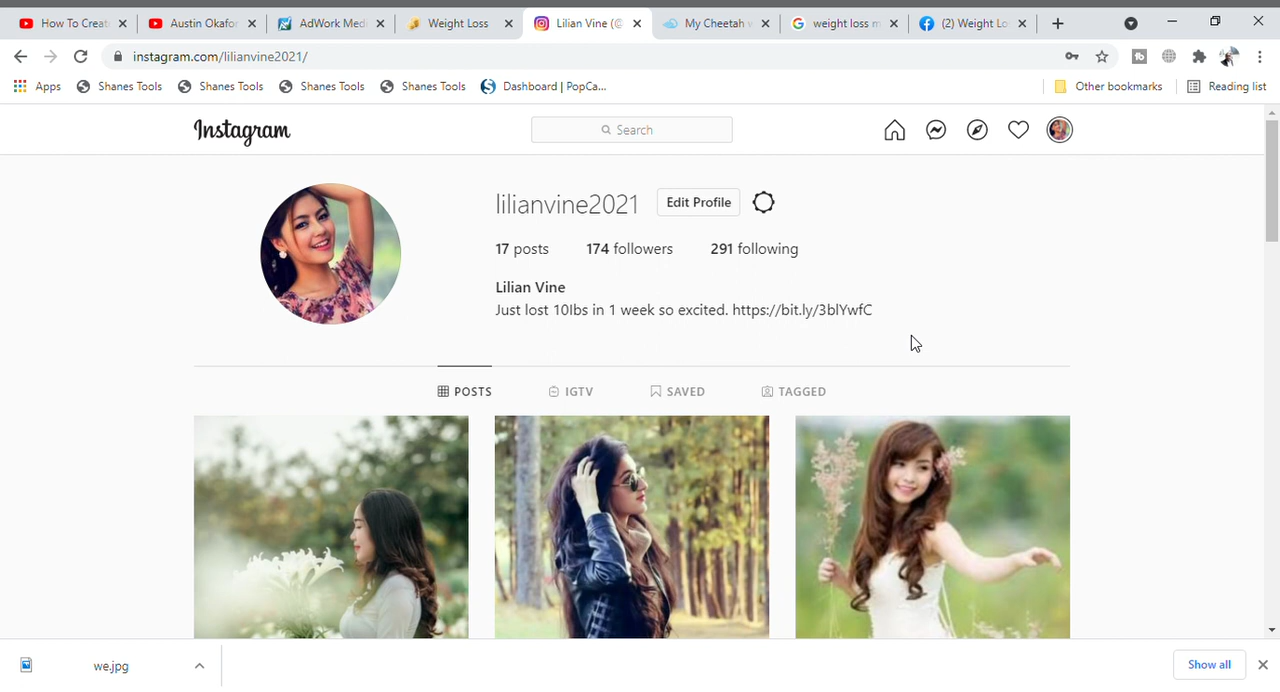 How To Create
Austin Okafor
AdWork Med
Weight Loss
Lilian Vine (@
My Cheetah
weight loss m
(2) Weight Lo
instagram.com/lilianvine2021/
Apps
Shanes Tools
Shanes Tools
Shanes Tools
Shanes Tools
Dashboard | PopCa...
Other bookmarks
Reading list
Instagram
Search
lilianvine2021
Edit Profile
17 posts
174 followers
291 following
Lilian Vine
Just lost 10lbs in 1 week so excited. https://bit.ly/3blYwfC
POSTS
IGTV
SAVED
TAGGED
we.jpg
Show all